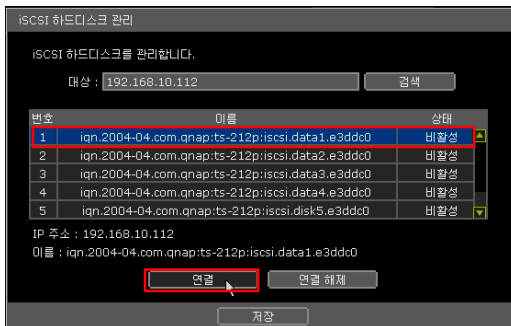 iSCSI 하드디스크 관리
iSCSI 하드디스크를 관리합니다.
대상 : 192.168.10.112 검색
번호 이름 상태
1 iqn.2004-04.com.qnap:ts-212p:iscsi.data1.e3ddc0 비활성
2 iqn.2004-04.com.qnap:ts-212p:iscsi.data2.e3ddc0 비활성
3 iqn.2004-04.com.qnap:ts-212p:iscsi.data3.e3ddc0 비활성
4 iqn.2004-04.com.qnap:ts-212p:iscsi.data4.e3ddc0 비활성
5 iqn.2004-04.com.qnap:ts-212p:iscsi.disk5.e3ddc0 비활성
IP 주소 : 192.168.10.112
이름 : iqn.2004-04.com.qnap:ts-212p:iscsi.data1.e3ddc0
연결 연결 해제
저장